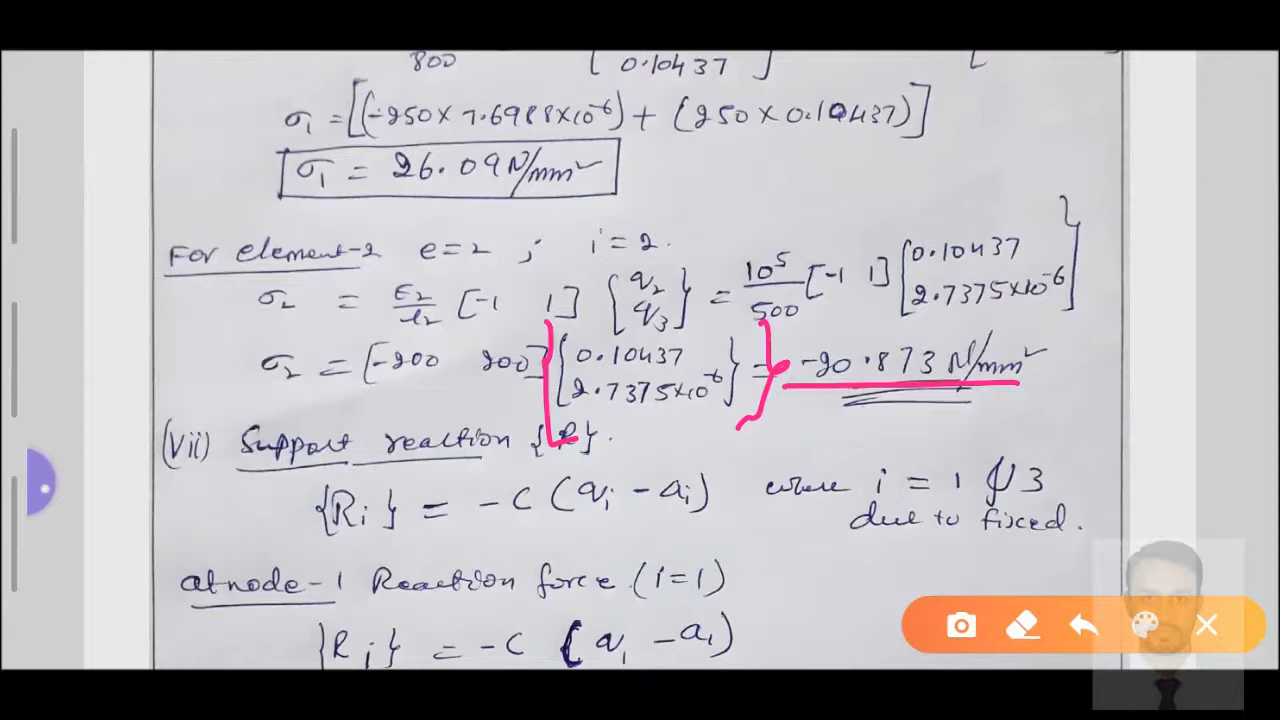 800 [ 0.10437 ]
σ1 = [(-250 × 7.6988×10^-6) + (250 × 0.10437)]
σ1 = 26.09 N/mm²
For element-2 e=2 ; i=2.
σ2 = E2/l2 [-1 1] {q2 q3} = 10^5/500 [-1 1] {0.10437 2.7375×10^-6}
σ2 = [-200 200] {0.10437 2.7375×10^-6} = -20.873 N/mm²
(vii) Support reaction {R}.
{Ri} = -C (qi - ai) where i = 1 & 3
due to fixed.
at node-1 Reaction force (i=1)
{Ri} = -C (q1 - a1)